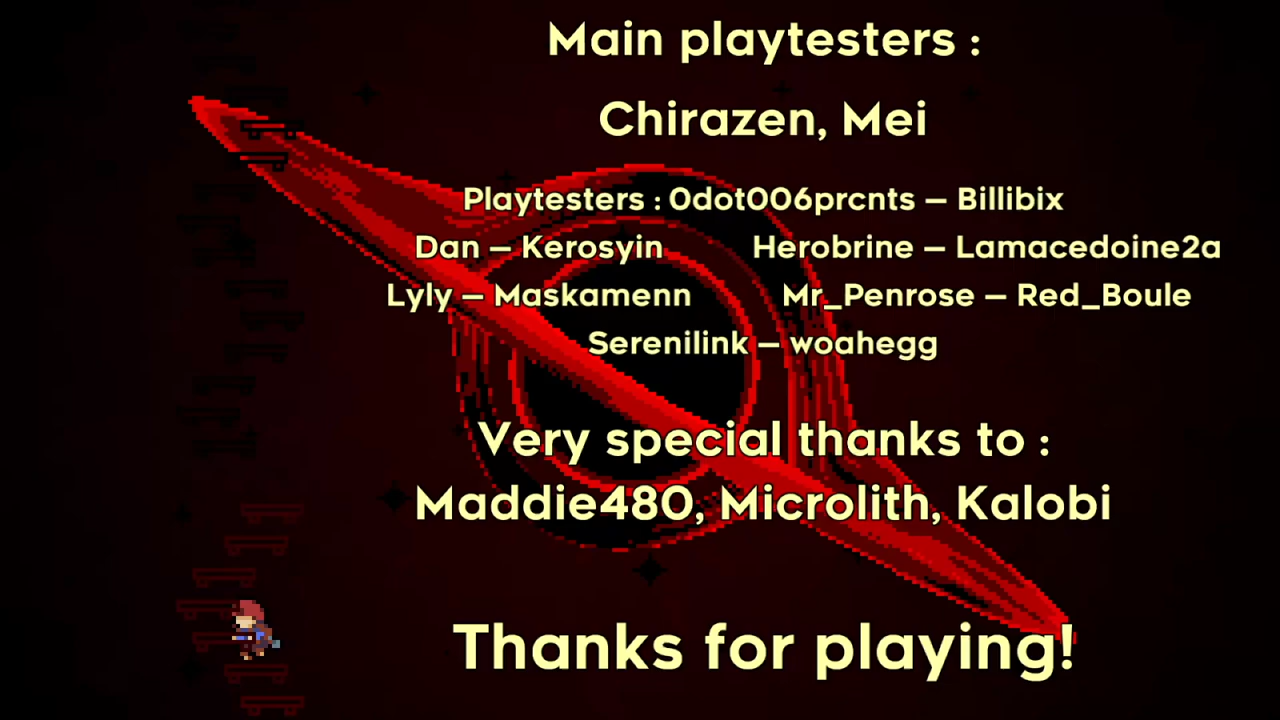 Main playtesters :
Chirazen, Mei
Playtesters : 0dot006prcnts – Billibix
Dan – Kerosyin Herobrine – Lamacedoine2a
Lyly – Maskamenn Mr_Penrose – Red_Boule
Serenilink – woahegg
Very special thanks to :
Maddie480, Microlith, Kalobi
Thanks for playing!